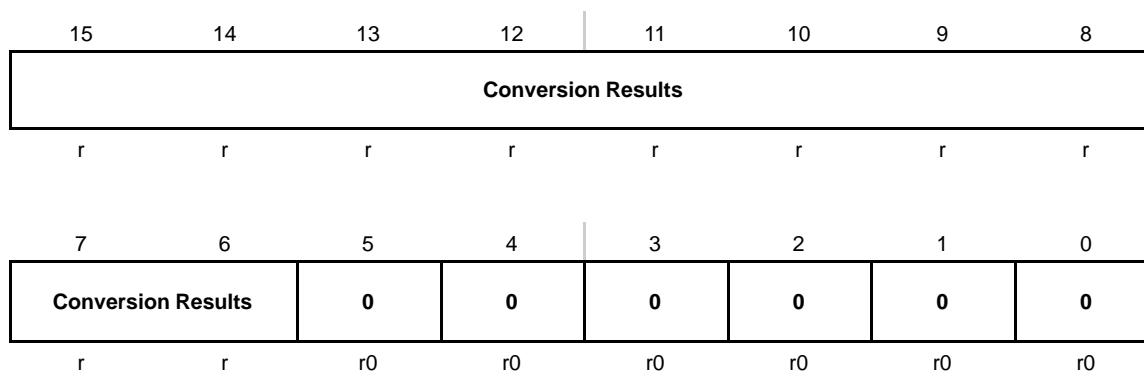 15 14 13 12 11 10 9 8
Conversion Results
r r r r r r r r
7 6 5 4 3 2 1 0
Conversion Results 0 0 0 0 0 0
r r r0 r0 r0 r0 r0 r0